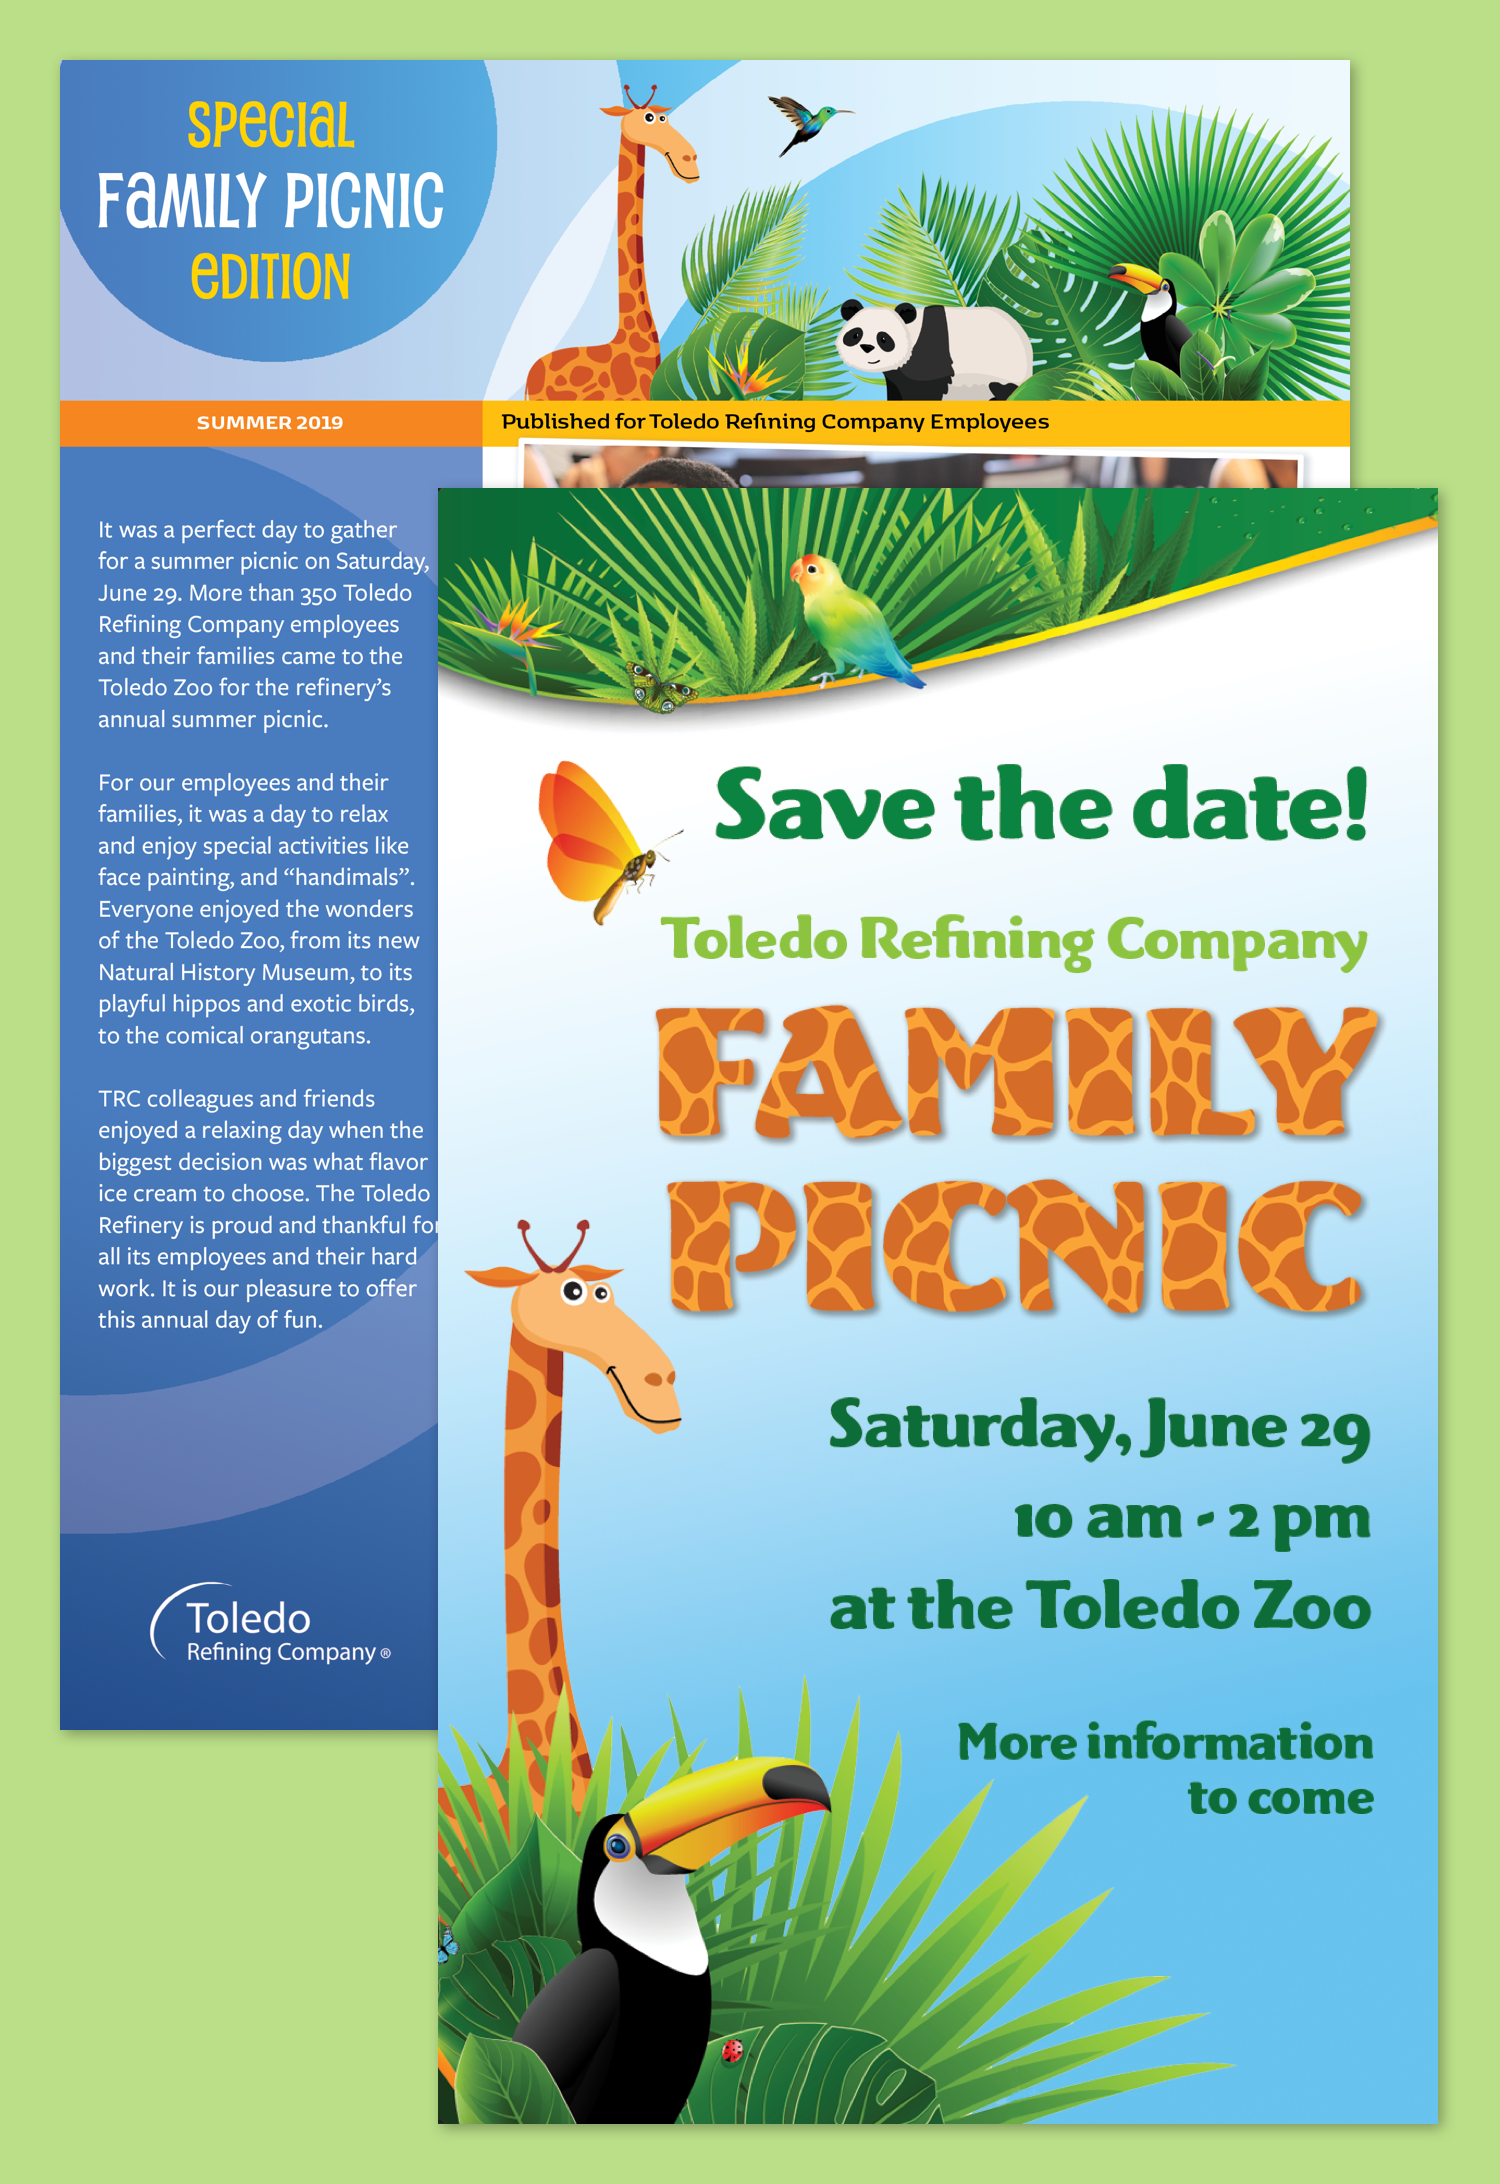 special
FaMILY PICNIC
eDITION
SUMMER 2019
Published for Toledo Refining Company Employees
It was a perfect day to gather
for a summer picnic on Saturday,
June 29. More than 350 Toledo
Refining Company employees
and their families came to the
Toledo Zoo for the refinery’s
annual summer picnic.
For our employees and their
families, it was a day to relax
and enjoy special activities like
face painting, and “handimals”.
Everyone enjoyed the wonders
of the Toledo Zoo, from its new
Natural History Museum, to its
playful hippos and exotic birds,
to the comical orangutans.
TRC colleagues and friends
enjoyed a relaxing day when the
biggest decision was what flavor
ice cream to choose. The Toledo
Refinery is proud and thankful for
all its employees and their hard
work. It is our pleasure to offer
this annual day of fun.
Toledo
Refining Company®
Save the date!
Toledo Refining Company
FAMILY
PICNIC
Saturday, June 29
10 am - 2 pm
at the Toledo Zoo
More information
to come